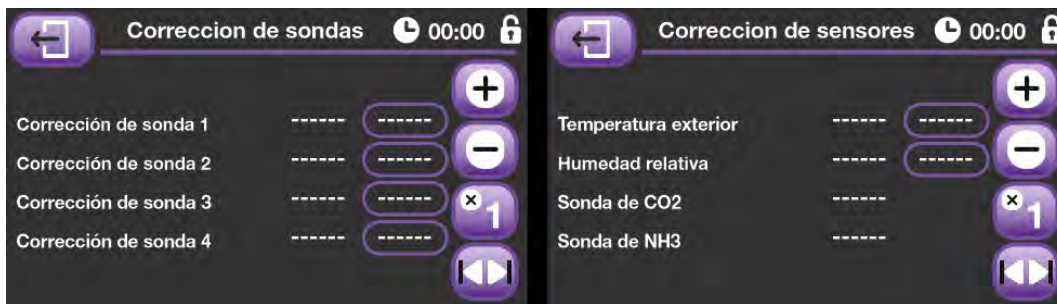 Correccion de sondas 00:00
Corrección de sonda 1 ------ ------
Corrección de sonda 2 ------ ------
Corrección de sonda 3 ------ ------
Corrección de sonda 4 ------ ------
×1
Correccion de sensores 00:00
Temperatura exterior ------ ------
Humedad relativa ------ ------
Sonda de CO2 ------
Sonda de NH3 ------
×1